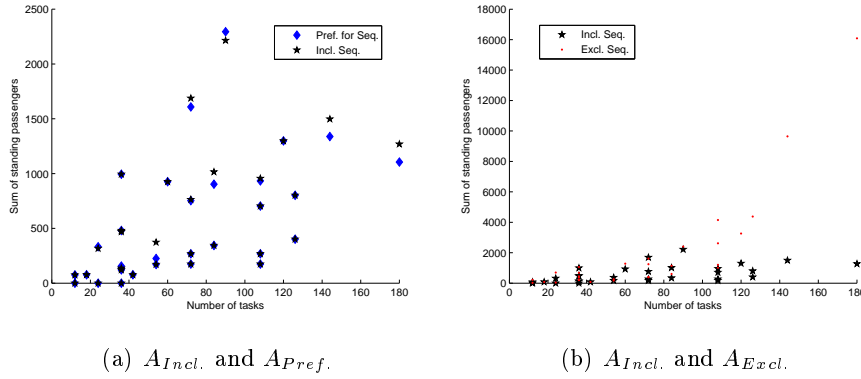 2500
2000
1500
1000
500
0
Sum of standing passengers
Pref. for Seq.
Incl. Seq.
0 20 40 60 80 100 120 140 160 180
Number of tasks
(a) A_{Incl.} and A_{Pref.}
18000
16000
14000
12000
10000
8000
6000
4000
2000
0
Sum of standing passengers
Incl. Seq.
Excl. Seq.
0 20 40 60 80 100 120 140 160 180
Number of tasks
(b) A_{Incl.} and A_{Excl.}